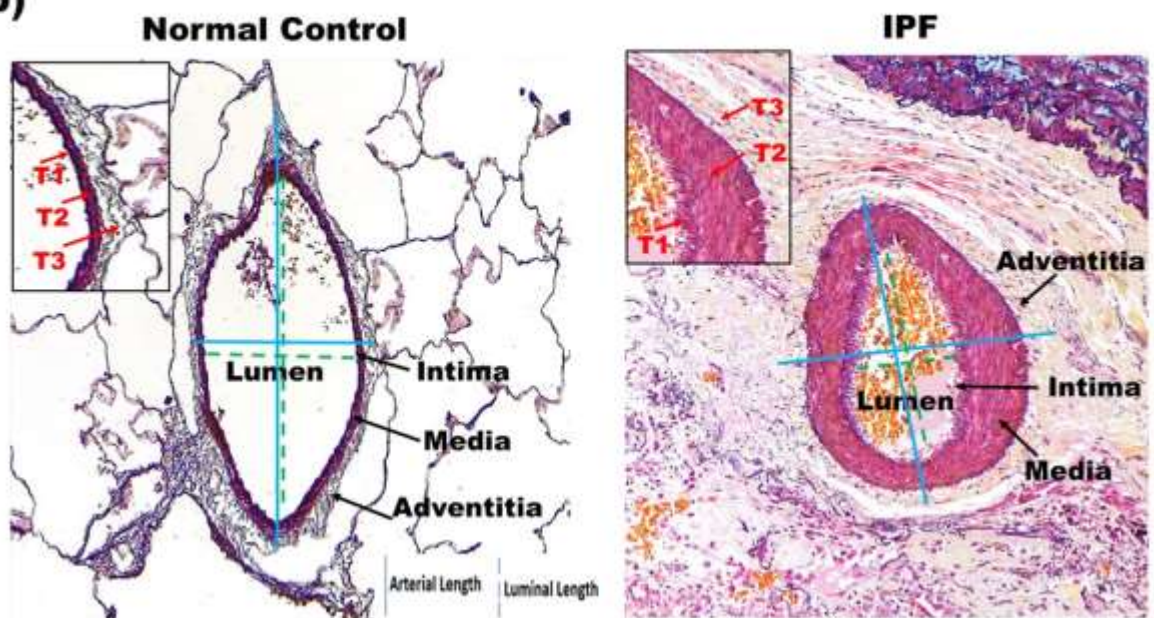 Normal Control
IPF
T1
T2
T3
Lumen
Intima
Media
Adventitia
Arterial Length
Luminal Length
T3
T2
T1
Adventitia
Intima
Lumen
Media